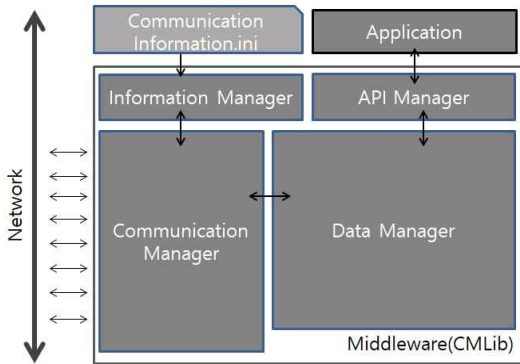 Communication
Information.ini
Application
Information Manager
API Manager
Network
Communication
Manager
Data Manager
Middleware(CMLib)